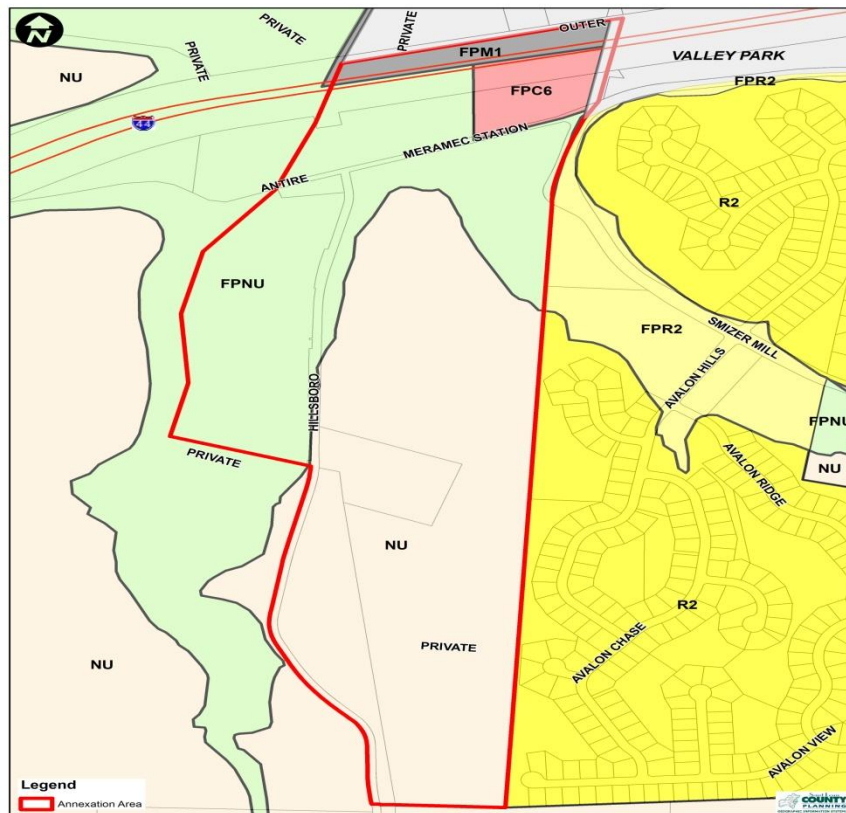 N
PRIVATE
PRIVATE
PRIVATE
OUTER
NU
FPM1
VALLEY PARK
FPR2
FPC6
44
MERAMEC STATION
ANTIRE
R2
FPNU
FPR2
SMIZER MILL
AVALON HILLS
HILLSBORO
FPNU
PRIVATE
AVALON RIDGE
NU
NU
R2
PRIVATE
NU
AVALON CHASE
AVALON VIEW
Legend
Annexation Area
COUNTY
PLANNING